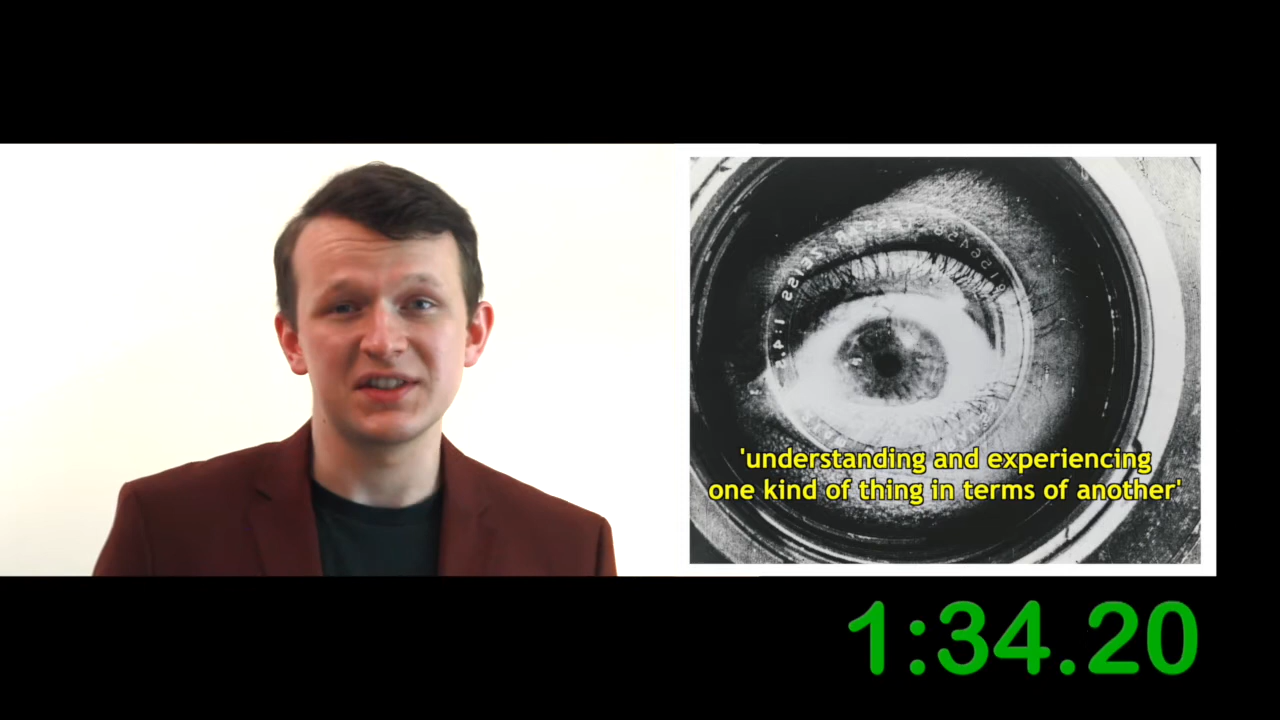 'understanding and experiencing
one kind of thing in terms of another'
1:34.20